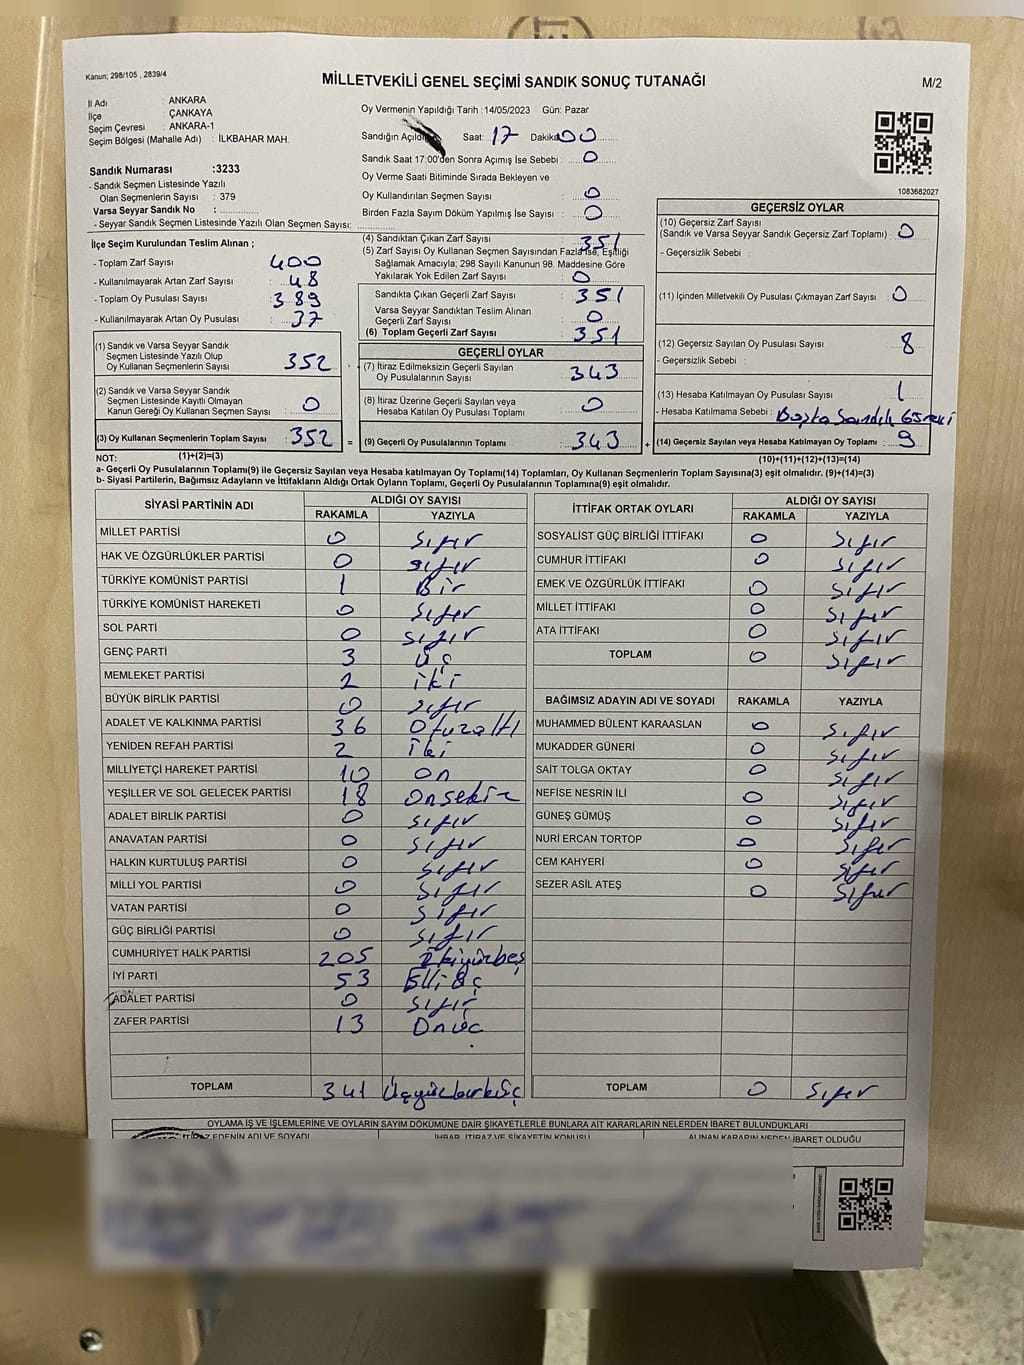 Kanun; 298/105 , 2839/4
MİLLETVEKİLİ GENEL SEÇİMİ SANDIK SONUÇ TUTANAĞI
M/2
İl Adı : ANKARA
İlçe : ÇANKAYA
Seçim Çevresi : ANKARA-1
Seçim Bölgesi (Mahalle Adı) : İLKBAHAR MAH.
Oy Vermenin Yapıldığı Tarih :14/05/2023 Gün: Pazar
Sandığın Açıldığı Saat: 17 Dakika: 00
Sandık Saat 17:00'den Sonra Açımış İse Sebebi : 0
Oy Verme Saati Bitiminde Sırada Bekleyen ve
Oy Kullandırılan Seçmen Sayısı : 0
Birden Fazla Sayım Döküm Yapılmış İse Sayısı : 0
Sandık Numarası :3233
- Sandık Seçmen Listesinde Yazılı
Olan Seçmenlerin Sayısı : 379
Varsa Seyyar Sandık No :
- Seyyar Sandık Seçmen Listesinde Yazılı Olan Seçmen Sayısı:
1083682027
İlçe Seçim Kurulundan Teslim Alınan ;
- Toplam Zarf Sayısı : 400
- Kullanılmayarak Artan Zarf Sayısı : 48
- Toplam Oy Pusulası Sayısı : 389
- Kullanılmayarak Artan Oy Pusulası : 37
(4) Sandıktan Çıkan Zarf Sayısı : 351
(5) Zarf Sayısı Oy Kullanan Seçmen Sayısından Fazla İse, Eşitliği
Sağlamak Amacıyla; 298 Sayılı Kanunun 98. Maddesine Göre
Yakılarak Yok Edilen Zarf Sayısı : 0
Sandıkta Çıkan Geçerli Zarf Sayısı : 351
Varsa Seyyar Sandıktan Teslim Alınan
Geçerli Zarf Sayısı : 0
(6) Toplam Geçerli Zarf Sayısı : 351
GEÇERSİZ OYLAR
(10) Geçersiz Zarf Sayısı
(Sandık ve Varsa Seyyar Sandık Geçersiz Zarf Toplamı) : 0
- Geçersizlik Sebebi :
(11) İçinden Milletvekili Oy Pusulası Çıkmayan Zarf Sayısı : 0
(12) Geçersiz Sayılan Oy Pusulası Sayısı : 8
- Geçersizlik Sebebi :
(13) Hesaba Katılmayan Oy Pusulası Sayısı : 1
- Hesaba Katılmama Sebebi : Başka Sandık
(14) Geçersiz Sayılan veya Hesaba Katılmayan Oy Toplamı : 9
(1) Sandık ve Varsa Seyyar Sandık
Seçmen Listesinde Yazılı Olup
Oy Kullanan Seçmenlerin Sayısı : 352
(2) Sandık ve Varsa Seyyar Sandık
Seçmen Listesinde Kayıtlı Olmayan
Kanun Gereği Oy Kullanan Seçmen Sayısı : 0
(3) Oy Kullanan Seçmenlerin Toplam Sayısı : 352 =
GEÇERLİ OYLAR
(7) İtiraz Edilmeksizin Geçerli Sayılan
Oy Pusulalarının Sayısı : 343
(8) İtiraz Üzerine Geçerli Sayılan veya
Hesaba Katılan Oy Pusulası Toplamı : 0
(9) Geçerli Oy Pusulalarının Toplamı : 343 +
NOT: (1)+(2)=(3) (10)+(11)+(12)+(13)=(14)
a- Geçerli Oy Pusulalarının Toplamı(9) ile Geçersiz Sayılan veya Hesaba katılmayan Oy Toplamı(14) Toplamları, Oy Kullanan Seçmenlerin Toplam Sayısına(3) eşit olmalıdır. (9)+(14)=(3)
b- Siyasi Partilerin, Bağımsız Adayların ve İttifakların Aldığı Ortak Oyların Toplamı, Geçerli Oy Pusulalarının Toplamına(9) eşit olmalıdır.
SİYASİ PARTİNİN ADI ALDIĞI OY SAYISI
RAKAMLA YAZIYLA
MİLLET PARTİSİ 0 Sıfır
HAK VE ÖZGÜRLÜKLER PARTİSİ 0 Sıfır
TÜRKİYE KOMÜNİST PARTİSİ 1 Bir
TÜRKİYE KOMÜNİST HAREKETİ 0 Sıfır
SOL PARTİ 0 Sıfır
GENÇ PARTİ 3 Üç
MEMLEKET PARTİSİ 2 iki
BÜYÜK BİRLİK PARTİSİ 0 Sıfır
ADALET VE KALKINMA PARTİSİ 36 Otuzaltı
YENİDEN REFAH PARTİSİ 2 iki
MİLLİYETÇİ HAREKET PARTİSİ 10 on
YEŞİLLER VE SOL GELECEK PARTİSİ 18 Onsekiz
ADALET BİRLİK PARTİSİ 0 Sıfır
ANAVATAN PARTİSİ 0 Sıfır
HALKIN KURTULUŞ PARTİSİ 0 Sıfır
MİLLİ YOL PARTİSİ 0 Sıfır
VATAN PARTİSİ 0 Sıfır
GÜÇ BİRLİĞİ PARTİSİ 0 Sıfır
CUMHURİYET HALK PARTİSİ 205 İkiyüzbeş
İYİ PARTİ 53 Elli üç
ADALET PARTİSİ 0 Sıfır
ZAFER PARTİSİ 13 Onüç
TOPLAM 341 Üçyüzkırküç
İTTİFAK ORTAK OYLARI ALDIĞI OY SAYISI
RAKAMLA YAZIYLA
SOSYALİST GÜÇ BİRLİĞİ İTTİFAKI 0 Sıfır
CUMHUR İTTİFAKI 0 Sıfır
EMEK VE ÖZGÜRLÜK İTTİFAKI 0 Sıfır
MİLLET İTTİFAKI 0 Sıfır
ATA İTTİFAKI 0 Sıfır
TOPLAM 0 Sıfır
BAĞIMSIZ ADAYIN ADI VE SOYADI RAKAMLA YAZIYLA
MUHAMMED BÜLENT KARAASLAN 0 Sıfır
MUKADDER GÜNERİ 0 Sıfır
SAİT TOLGA OKTAY 0 Sıfır
NEFİSE NESRİN İLİ 0 Sıfır
GÜNEŞ GÜMÜŞ 0 Sıfır
NURİ ERCAN TORTOP 0 Sıfır
CEM KAHYERİ 0 Sıfır
SEZER ASİL ATEŞ 0 Sıfır
TOPLAM 0 Sıfır
OYLAMA İŞ VE İŞLEMLERİNE VE OYLARIN SAYIM DÖKÜMÜNE DAİR ŞİKAYETLERLE BUNLARA AİT KARARLARIN NELERDEN İBARET BULUNDUKLARI
İTİRAZ EDENİN ADI VE SOYADI İHBAR, İTİRAZ VE ŞİKAYETİN KONUSU ALINAN KARARIN NEDEN İBARET OLDUĞU